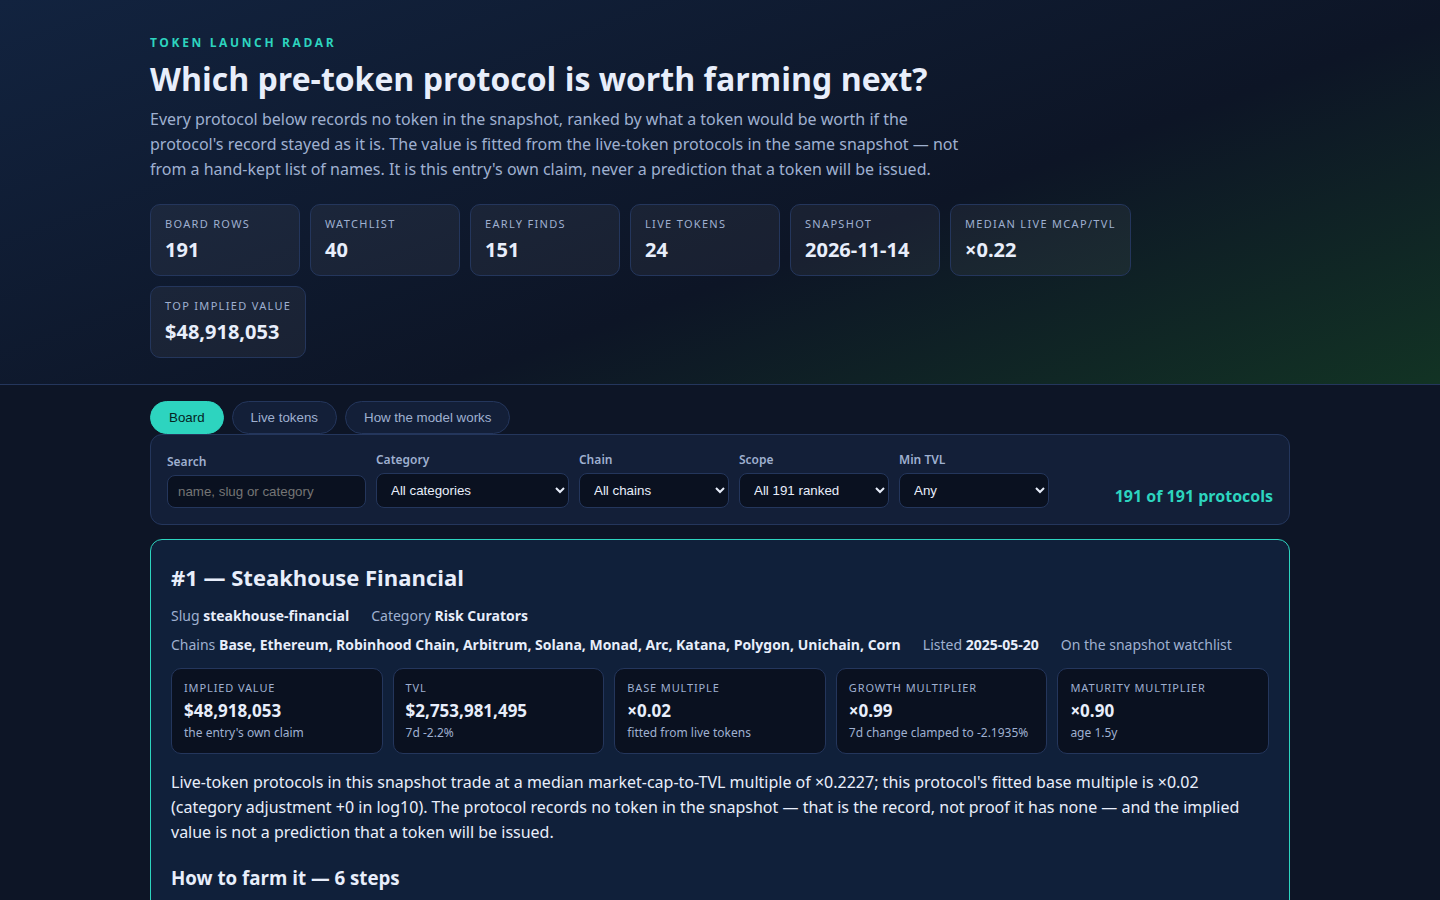 TOKEN LAUNCH RADAR
Which pre-token protocol is worth farming next?
Every protocol below records no token in the snapshot, ranked by what a token would be worth if the
protocol's record stayed as it is. The value is fitted from the live-token protocols in the same snapshot — not
from a hand-kept list of names. It is this entry's own claim, never a prediction that a token will be issued.
BOARD ROWS
191
WATCHLIST
40
EARLY FINDS
151
LIVE TOKENS
24
SNAPSHOT
2026-11-14
MEDIAN LIVE MCAP/TVL
×0.22
TOP IMPLIED VALUE
$48,918,053
Board
Live tokens
How the model works
Search
name, slug or category
Category
All categories
Chain
All chains
Scope
All 191 ranked
Min TVL
Any
191 of 191 protocols
#1 — Steakhouse Financial
Slug steakhouse-financial Category Risk Curators
Chains Base, Ethereum, Robinhood Chain, Arbitrum, Solana, Monad, Arc, Katana, Polygon, Unichain, Corn Listed 2025-05-20 On the snapshot watchlist
IMPLIED VALUE
$48,918,053
the entry's own claim
TVL
$2,753,981,495
7d -2.2%
BASE MULTIPLE
×0.02
fitted from live tokens
GROWTH MULTIPLIER
×0.99
7d change clamped to -2.1935%
MATURITY MULTIPLIER
×0.90
age 1.5y
Live-token protocols in this snapshot trade at a median market-cap-to-TVL multiple of ×0.2227; this protocol's fitted base multiple is ×0.02
(category adjustment +0 in log10). The protocol records no token in the snapshot — that is the record, not proof it has none — and the implied
value is not a prediction that a token will be issued.
How to farm it — 6 steps